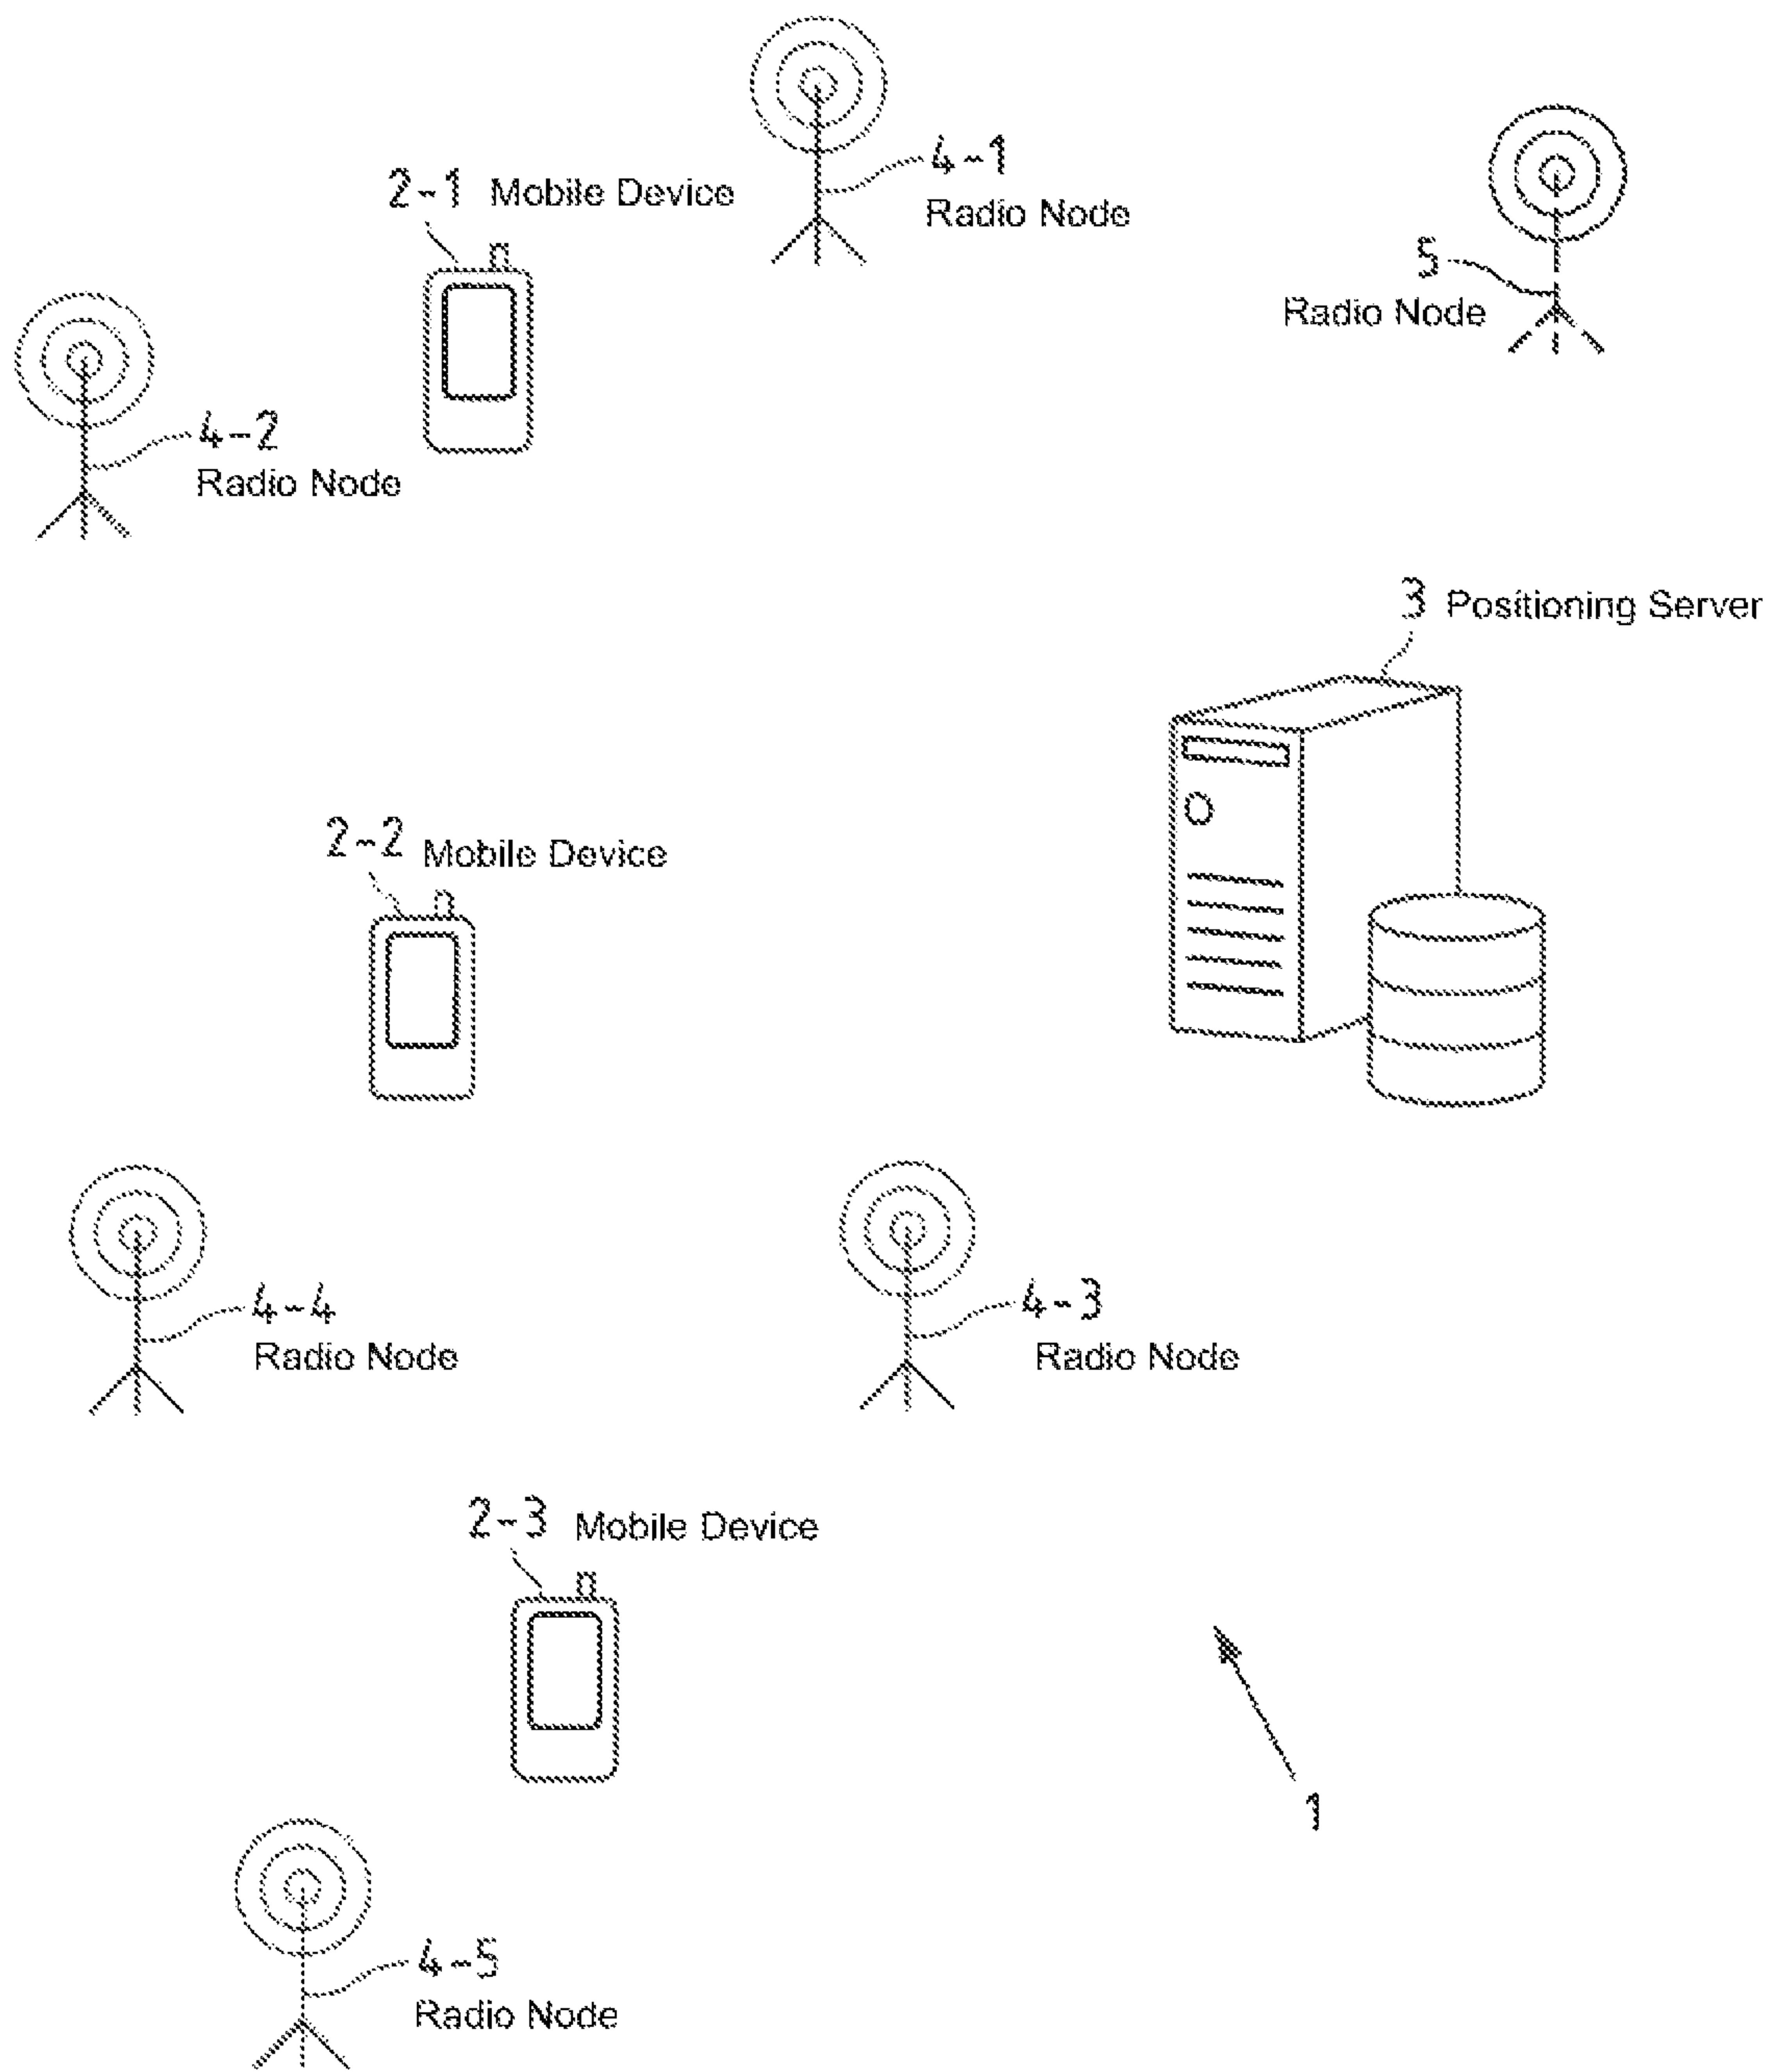 4-1
Radio Node
2-1 Mobile Device
5
Radio Node
4-2
Radio Node
3 Positioning Server
2-2 Mobile Device
4-4
Radio Node
4-3
Radio Node
2-3 Mobile Device
1
4-5
Radio Node